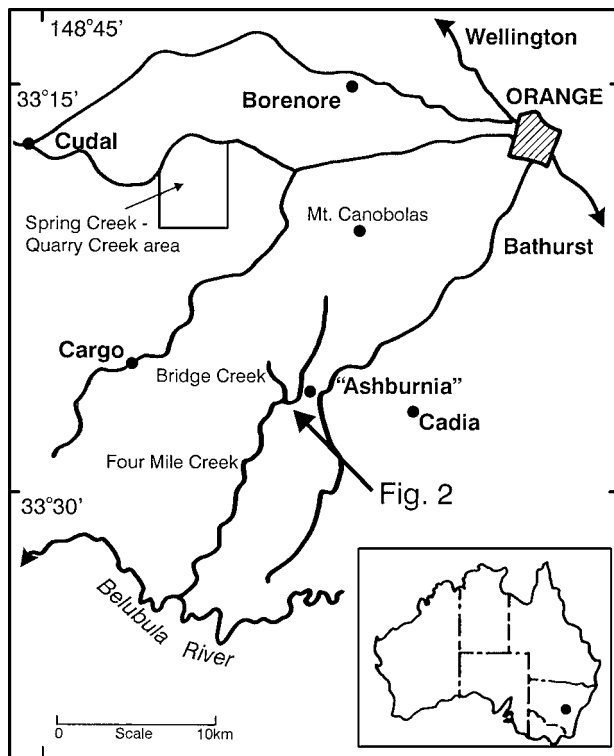 148°45'
Wellington
33°15'
ORANGE
Borenore
Cudal
Spring Creek -
Quarry Creek area
Mt. Canobolas
Bathurst
Cargo
Bridge Creek
"Ashburnia"
Cadia
Four Mile Creek
Fig. 2
33°30'
Belubula River
0 Scale 10km